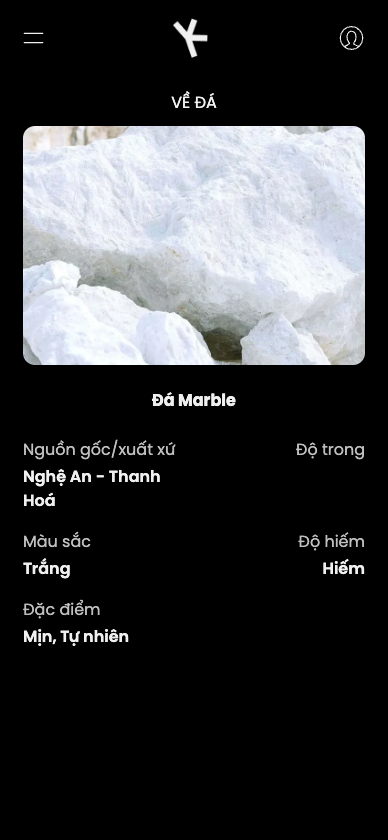 VỀ ĐÁ
Đá Marble
Nguồn gốc/xuất xứ
Độ trong
Nghệ An - Thanh
Hoá
Màu sắc
Độ hiếm
Trắng
Hiếm
Đặc điểm
Mịn, Tự nhiên